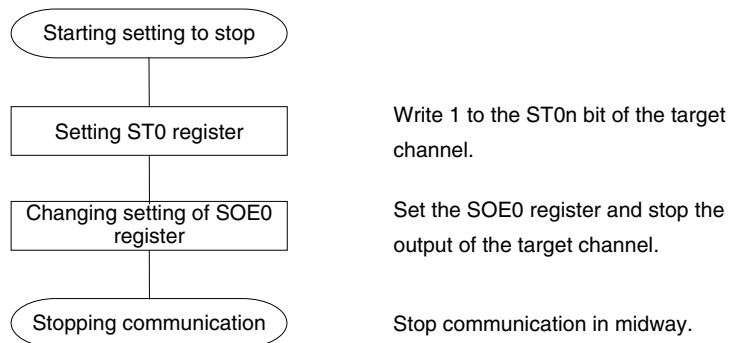 Starting setting to stop
Setting ST0 register
Write 1 to the ST0n bit of the target
channel.
Changing setting of SOE0
register
Set the SOE0 register and stop the
output of the target channel.
Stopping communication
Stop communication in midway.